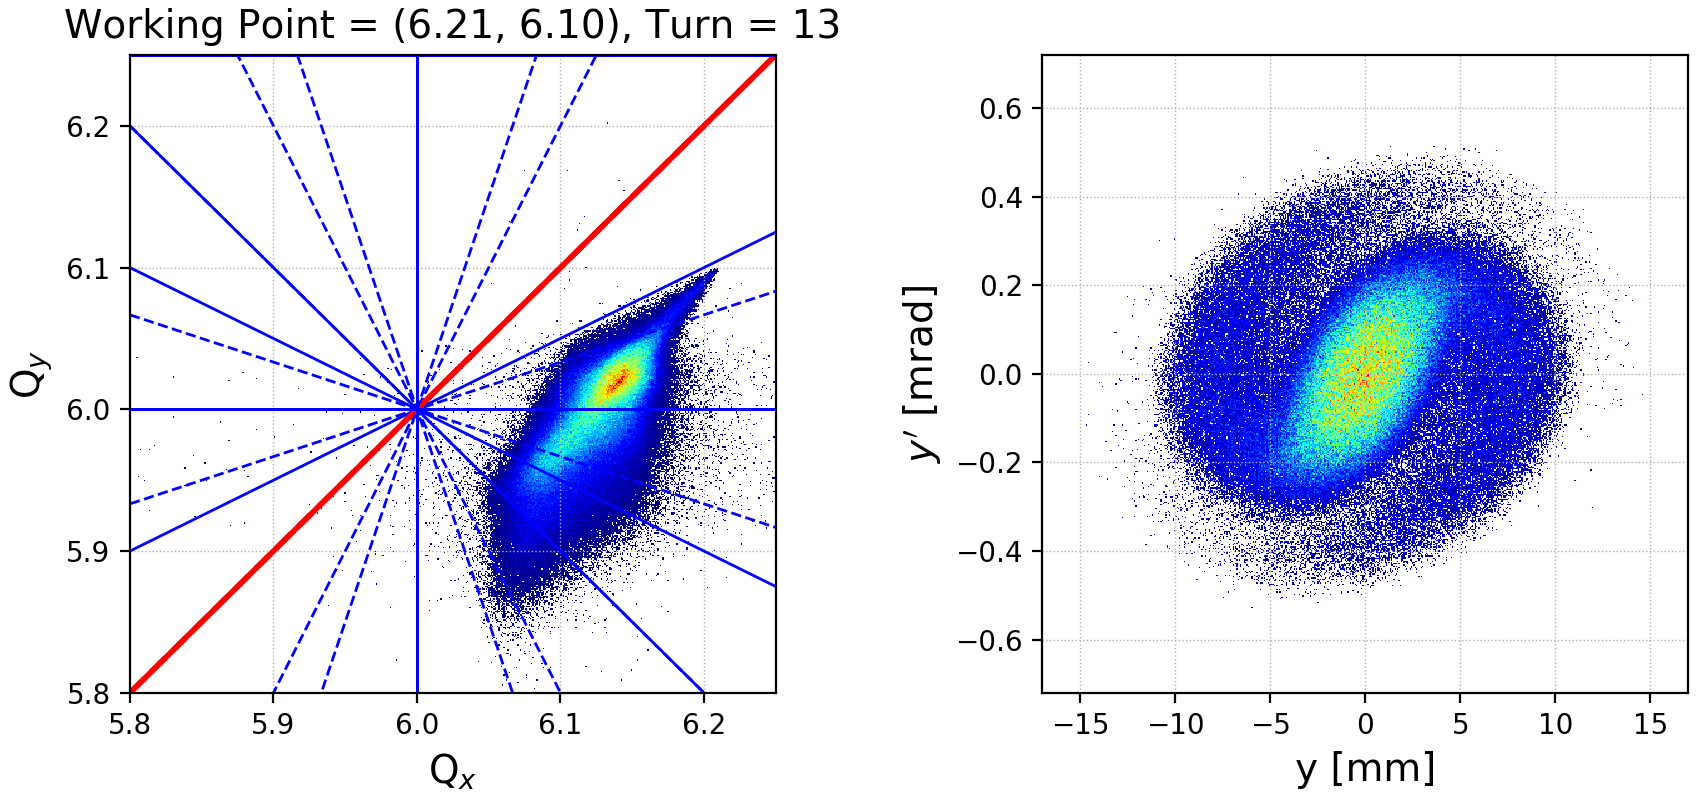 Working Point = (6.21, 6.10), Turn = 13
6.2
6.1
6.0
5.9
5.8
Q_y
5.8 5.9 6.0 6.1 6.2
Q_x
0.6
0.4
0.2
0.0
−0.2
−0.4
−0.6
y′ [mrad]
−15 −10 −5 0 5 10 15
y [mm]